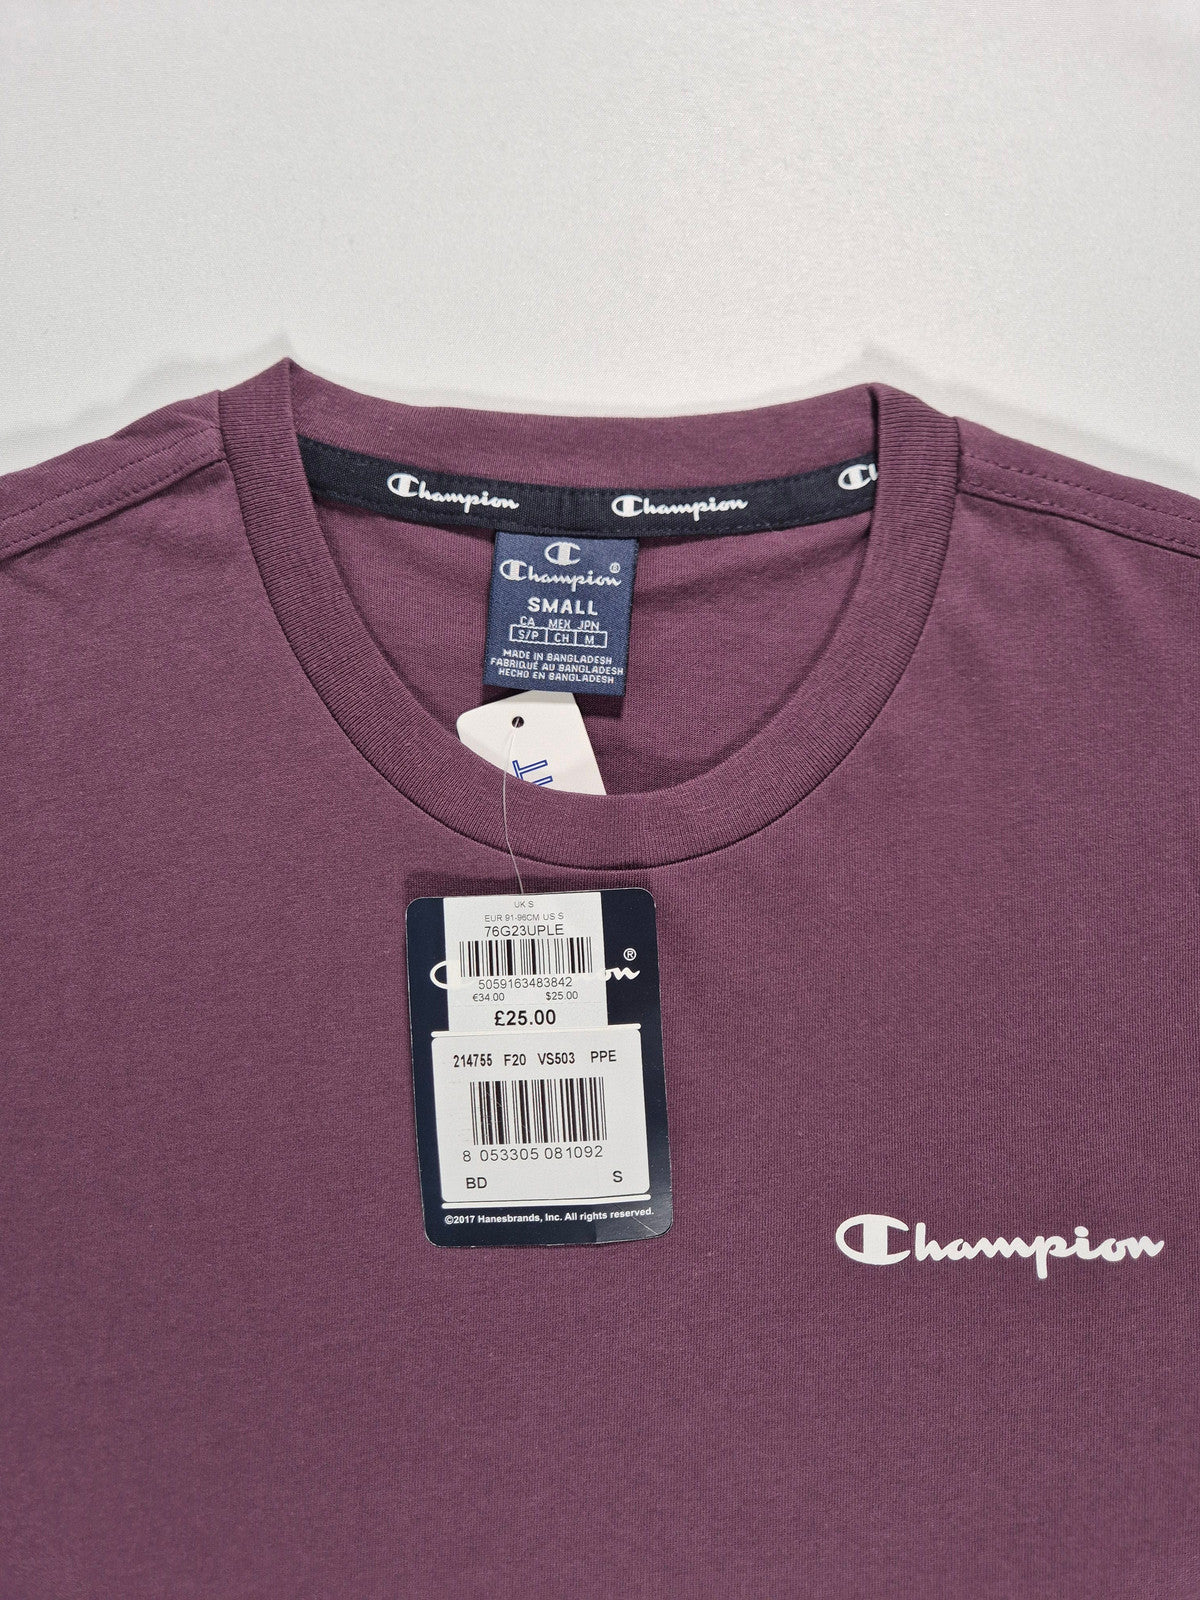 Champion Champion C
Champion®
SMALL
CA MEX JPN
S/P CH M
MADE IN BANGLADESH
FABRIQUÉ AU BANGLADESH
HECHO EN BANGLADESH
UK S
EUR 91-96CM US S
76G23UPLE
5059163483842
€34.00 $25.00
£25.00
C on®
214755 F20 VS503 PPE
8 053305 081092
BD S
©2017 Hanesbrands, Inc. All rights reserved.
Champion